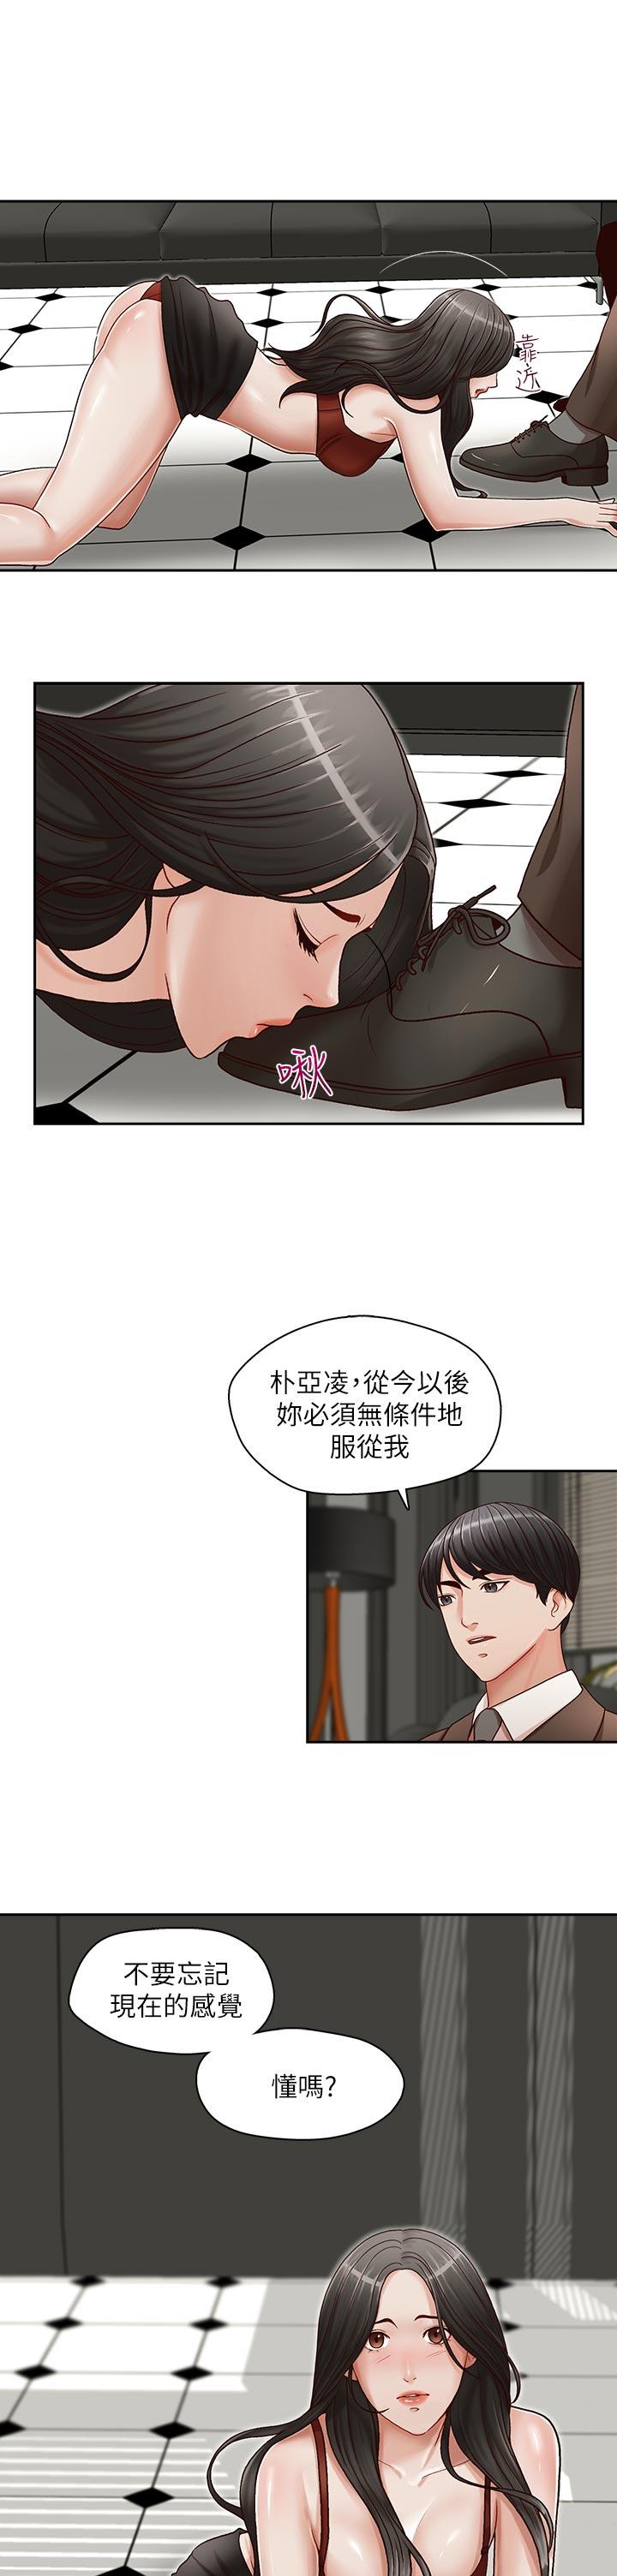 靠近
啾
朴亞凌，從今以後
妳必須無條件地
服從我
不要忘記
現在的感覺
懂嗎？